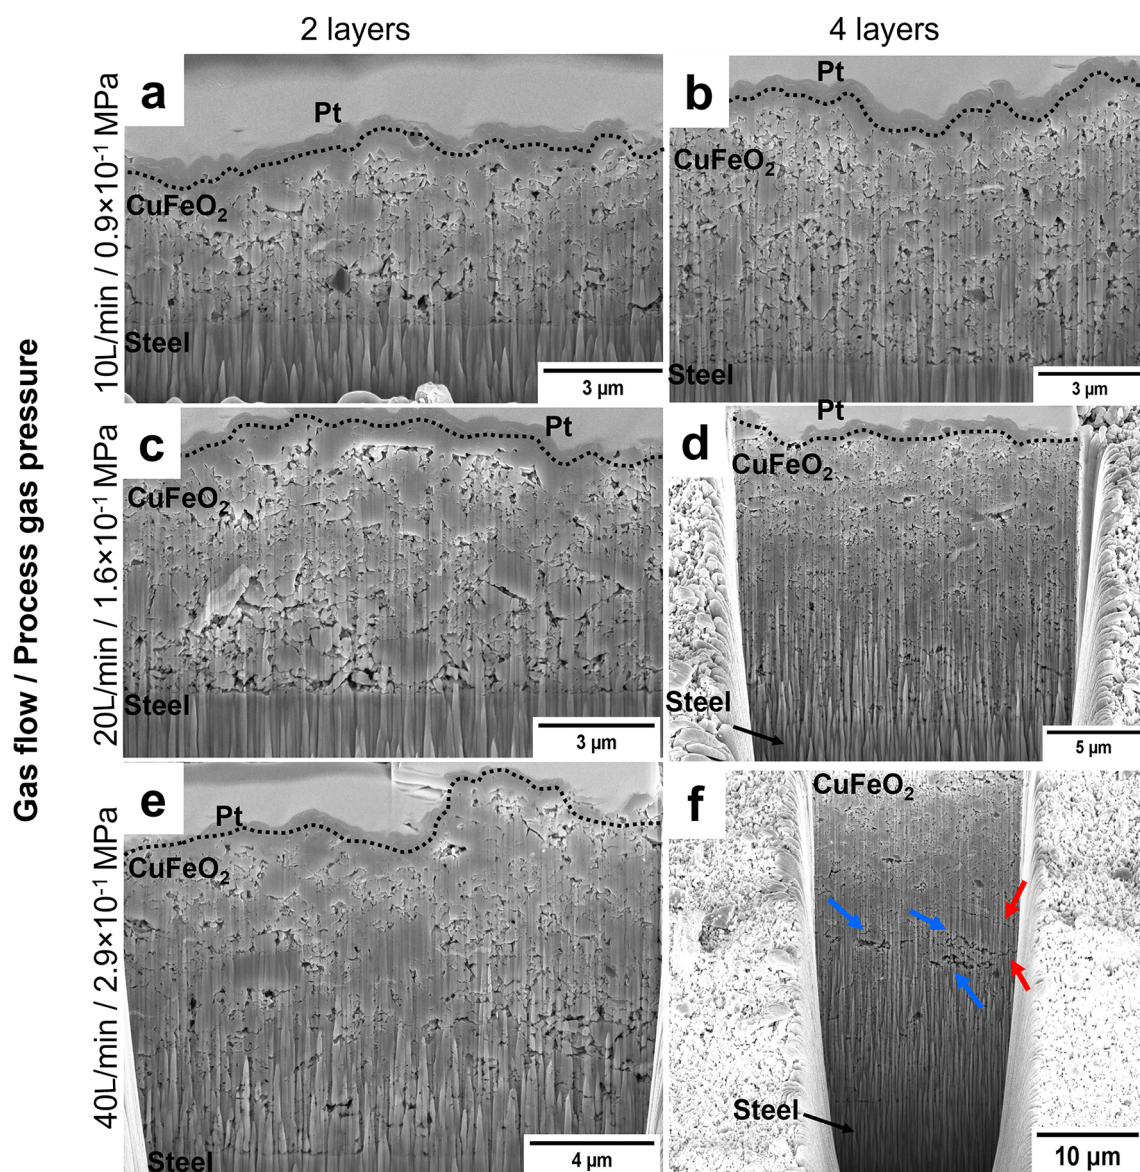 2 layers
4 layers
Gas flow / Process gas pressure
10L/min / 0.9×10⁻¹ MPa
a
Pt
CuFeO₂
Steel
3 µm
b
Pt
CuFeO₂
Steel
3 µm
20L/min / 1.6×10⁻¹ MPa
c
Pt
CuFeO₂
Steel
3 µm
d
Pt
CuFeO₂
Steel
5 µm
40L/min / 2.9×10⁻¹ MPa
e
Pt
CuFeO₂
Steel
4 µm
f
CuFeO₂
Steel
10 µm